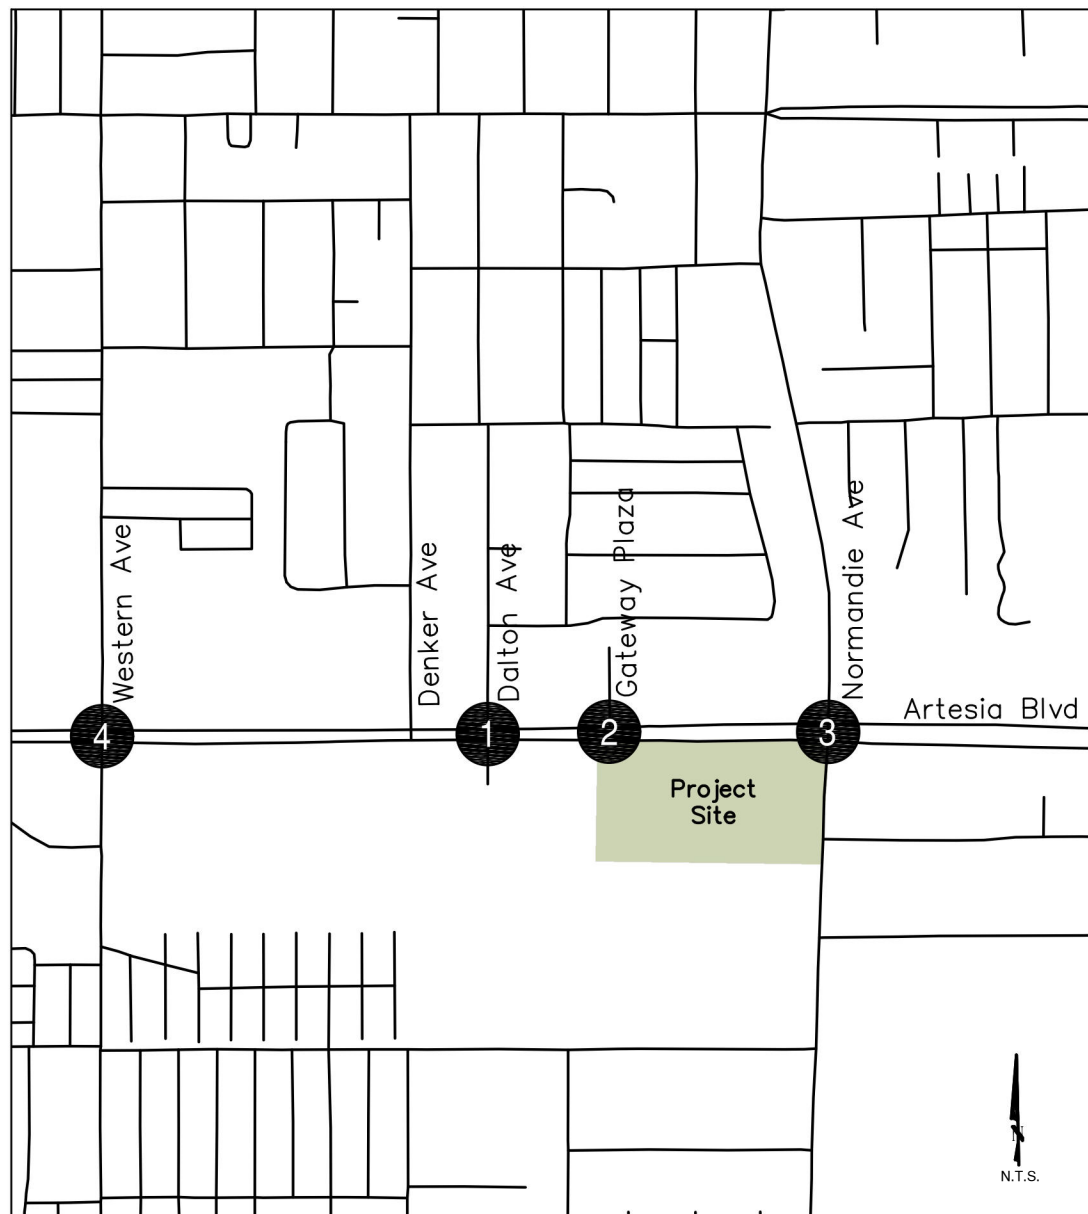 Western Ave
Denker Ave
Dalton Ave
Gateway Plaza
Normandie Ave
Artesia Blvd
4
1
2
3
Project
Site
N
N.T.S.